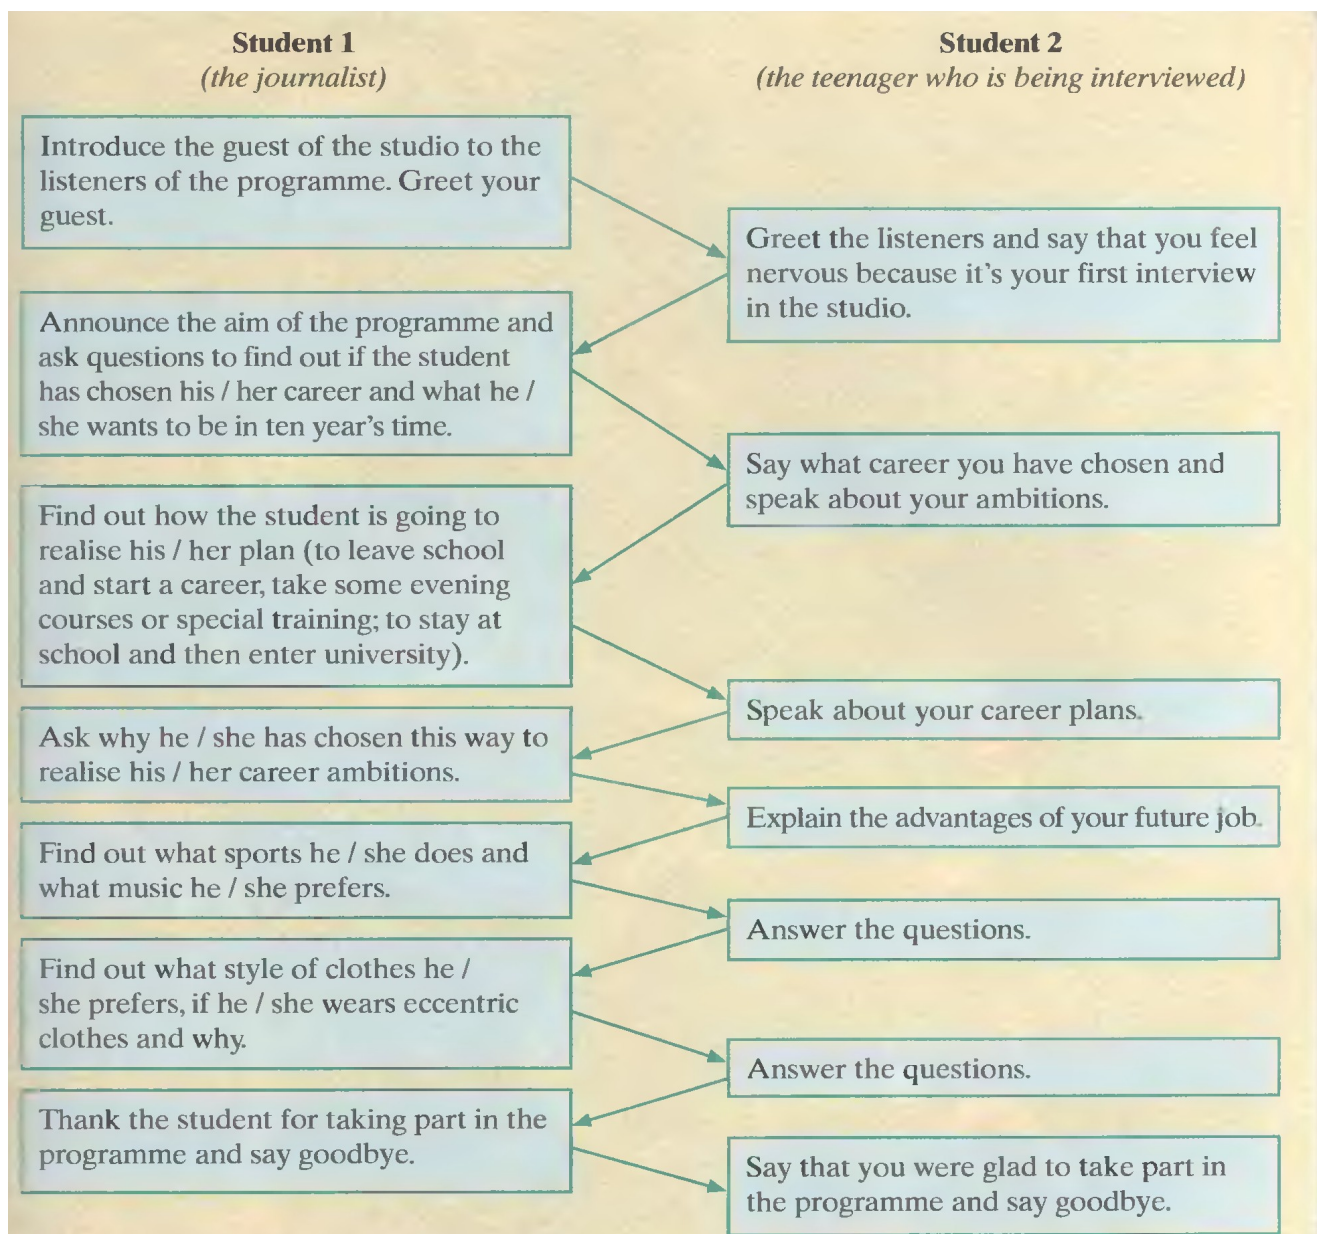 Student 1
(the journalist)
Student 2
(the teenager who is being interviewed)
Introduce the guest of the studio to the
listeners of the programme. Greet your
guest.
Greet the listeners and say that you feel
nervous because it's your first interview
in the studio.
Announce the aim of the programme and
ask questions to find out if the student
has chosen his / her career and what he /
she wants to be in ten year's time.
Say what career you have chosen and
speak about your ambitions.
Find out how the student is going to
realise his / her plan (to leave school
and start a career, take some evening
courses or special training; to stay at
school and then enter university).
Speak about your career plans.
Ask why he / she has chosen this way to
realise his / her career ambitions.
Explain the advantages of your future job.
Find out what sports he / she does and
what music he / she prefers.
Answer the questions.
Find out what style of clothes he /
she prefers, if he / she wears eccentric
clothes and why.
Answer the questions.
Thank the student for taking part in the
programme and say goodbye.
Say that you were glad to take part in
the programme and say goodbye.